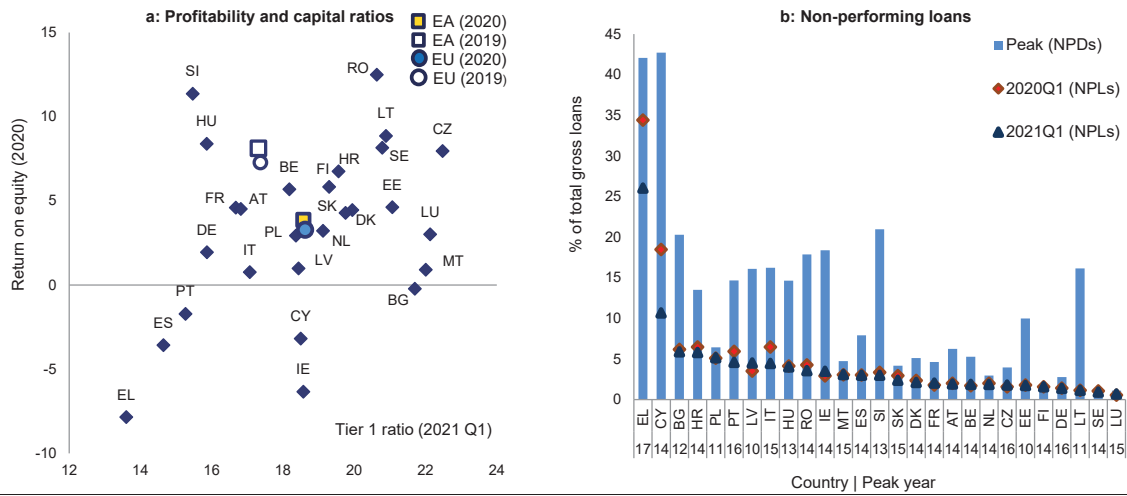 a: Profitability and capital ratios
EA (2020)
EA (2019)
EU (2020)
EU (2019)
Return on equity (2020)
15
10
5
0
-5
-10
SI
RO
HU
LT
CZ
SE
BE
FI
HR
FR
AT
SK
DK
EE
DE
PL
NL
LU
IT
LV
MT
PT
BG
ES
CY
IE
EL
Tier 1 ratio (2021 Q1)
12 14 16 18 20 22 24
b: Non-performing loans
Peak (NPDs)
2020Q1 (NPLs)
2021Q1 (NPLs)
% of total gross loans
45
40
35
30
25
20
15
10
5
0
EL CY BG HR PL PT LV IT HU RO IE MT ES SI SK DK FR AT BE NL CZ EE FI DE LT SE LU
17 14 12 14 11 16 10 15 13 10 14 15 14 13 15 14 14 14 14 14 16 10 14 16 11 14 15
Country | Peak year